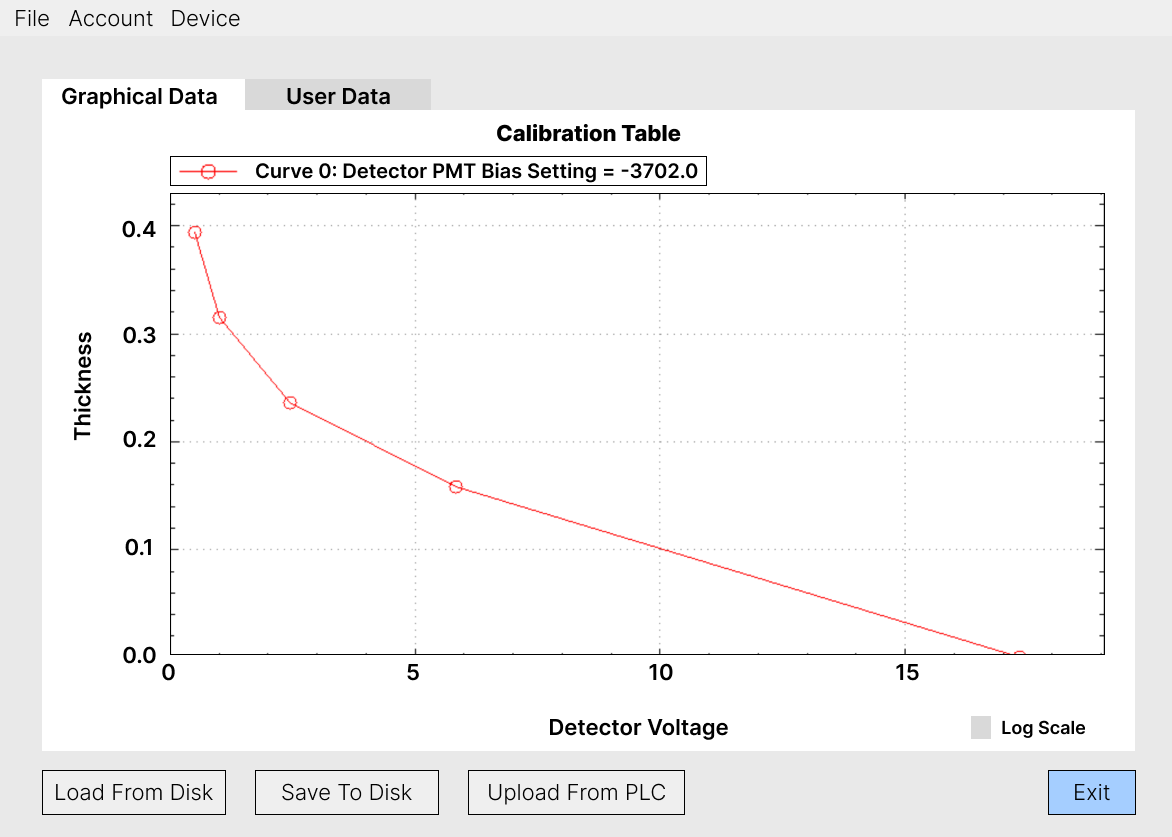 File Account Device
Graphical Data User Data
Calibration Table
Curve 0: Detector PMT Bias Setting = -3702.0
0.4
0.3
0.2
0.1
0.0
Thickness
0 5 10 15
Detector Voltage
Log Scale
Load From Disk Save To Disk Upload From PLC Exit